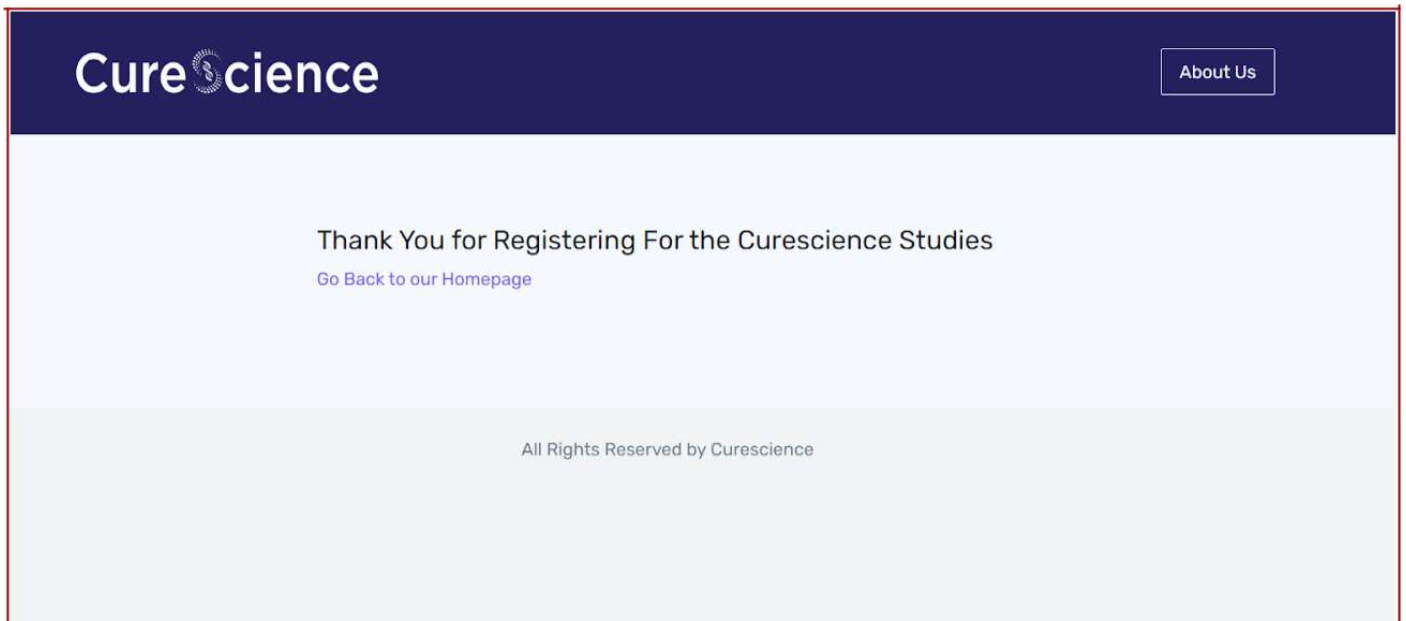 CureScience
About Us
Thank You for Registering For the Curescience Studies
Go Back to our Homepage
All Rights Reserved by Curescience